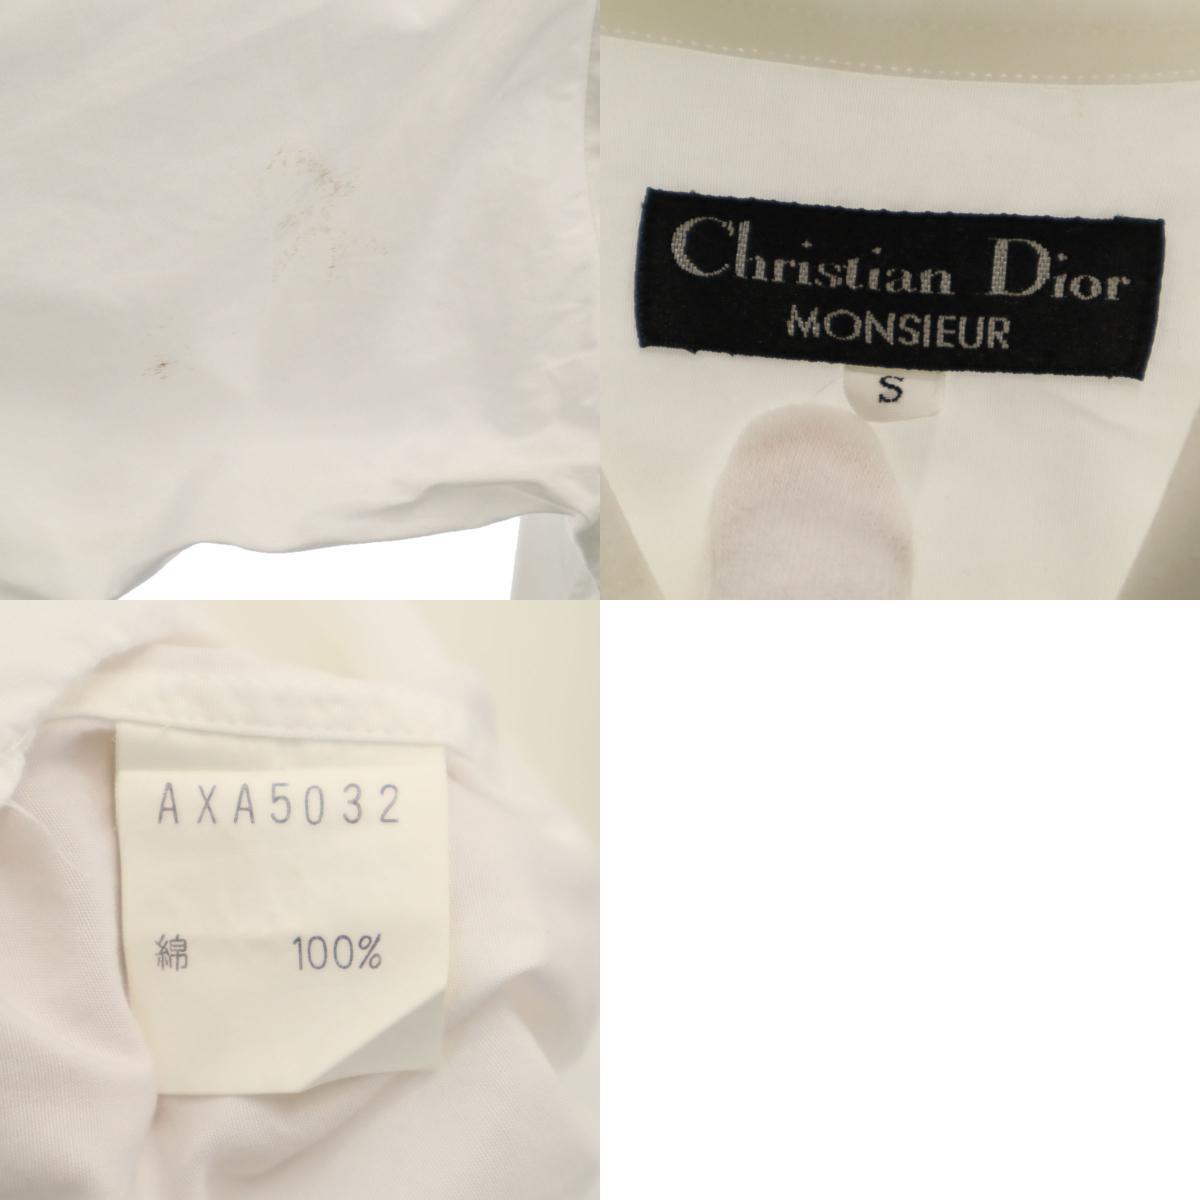 Christian Dior
MONSIEUR
S
AXA5032
綿 100%